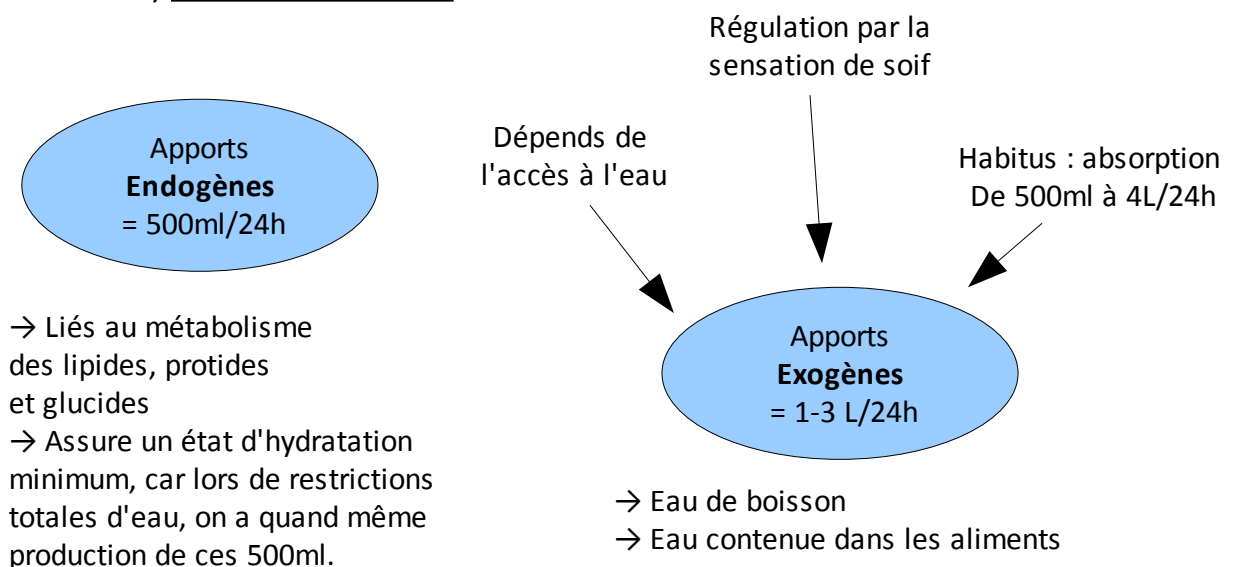 Régulation par la
sensation de soif
Apports
Endogènes
= 500ml/24h
Dépends de
l'accès à l'eau
Habitus : absorption
De 500ml à 4L/24h
→ Liés au métabolisme
des lipides, protides
et glucides
→ Assure un état d'hydratation
minimum, car lors de restrictions
totales d'eau, on a quand même
production de ces 500ml.
Apports
Exogènes
= 1-3 L/24h
→ Eau de boisson
→ Eau contenue dans les aliments